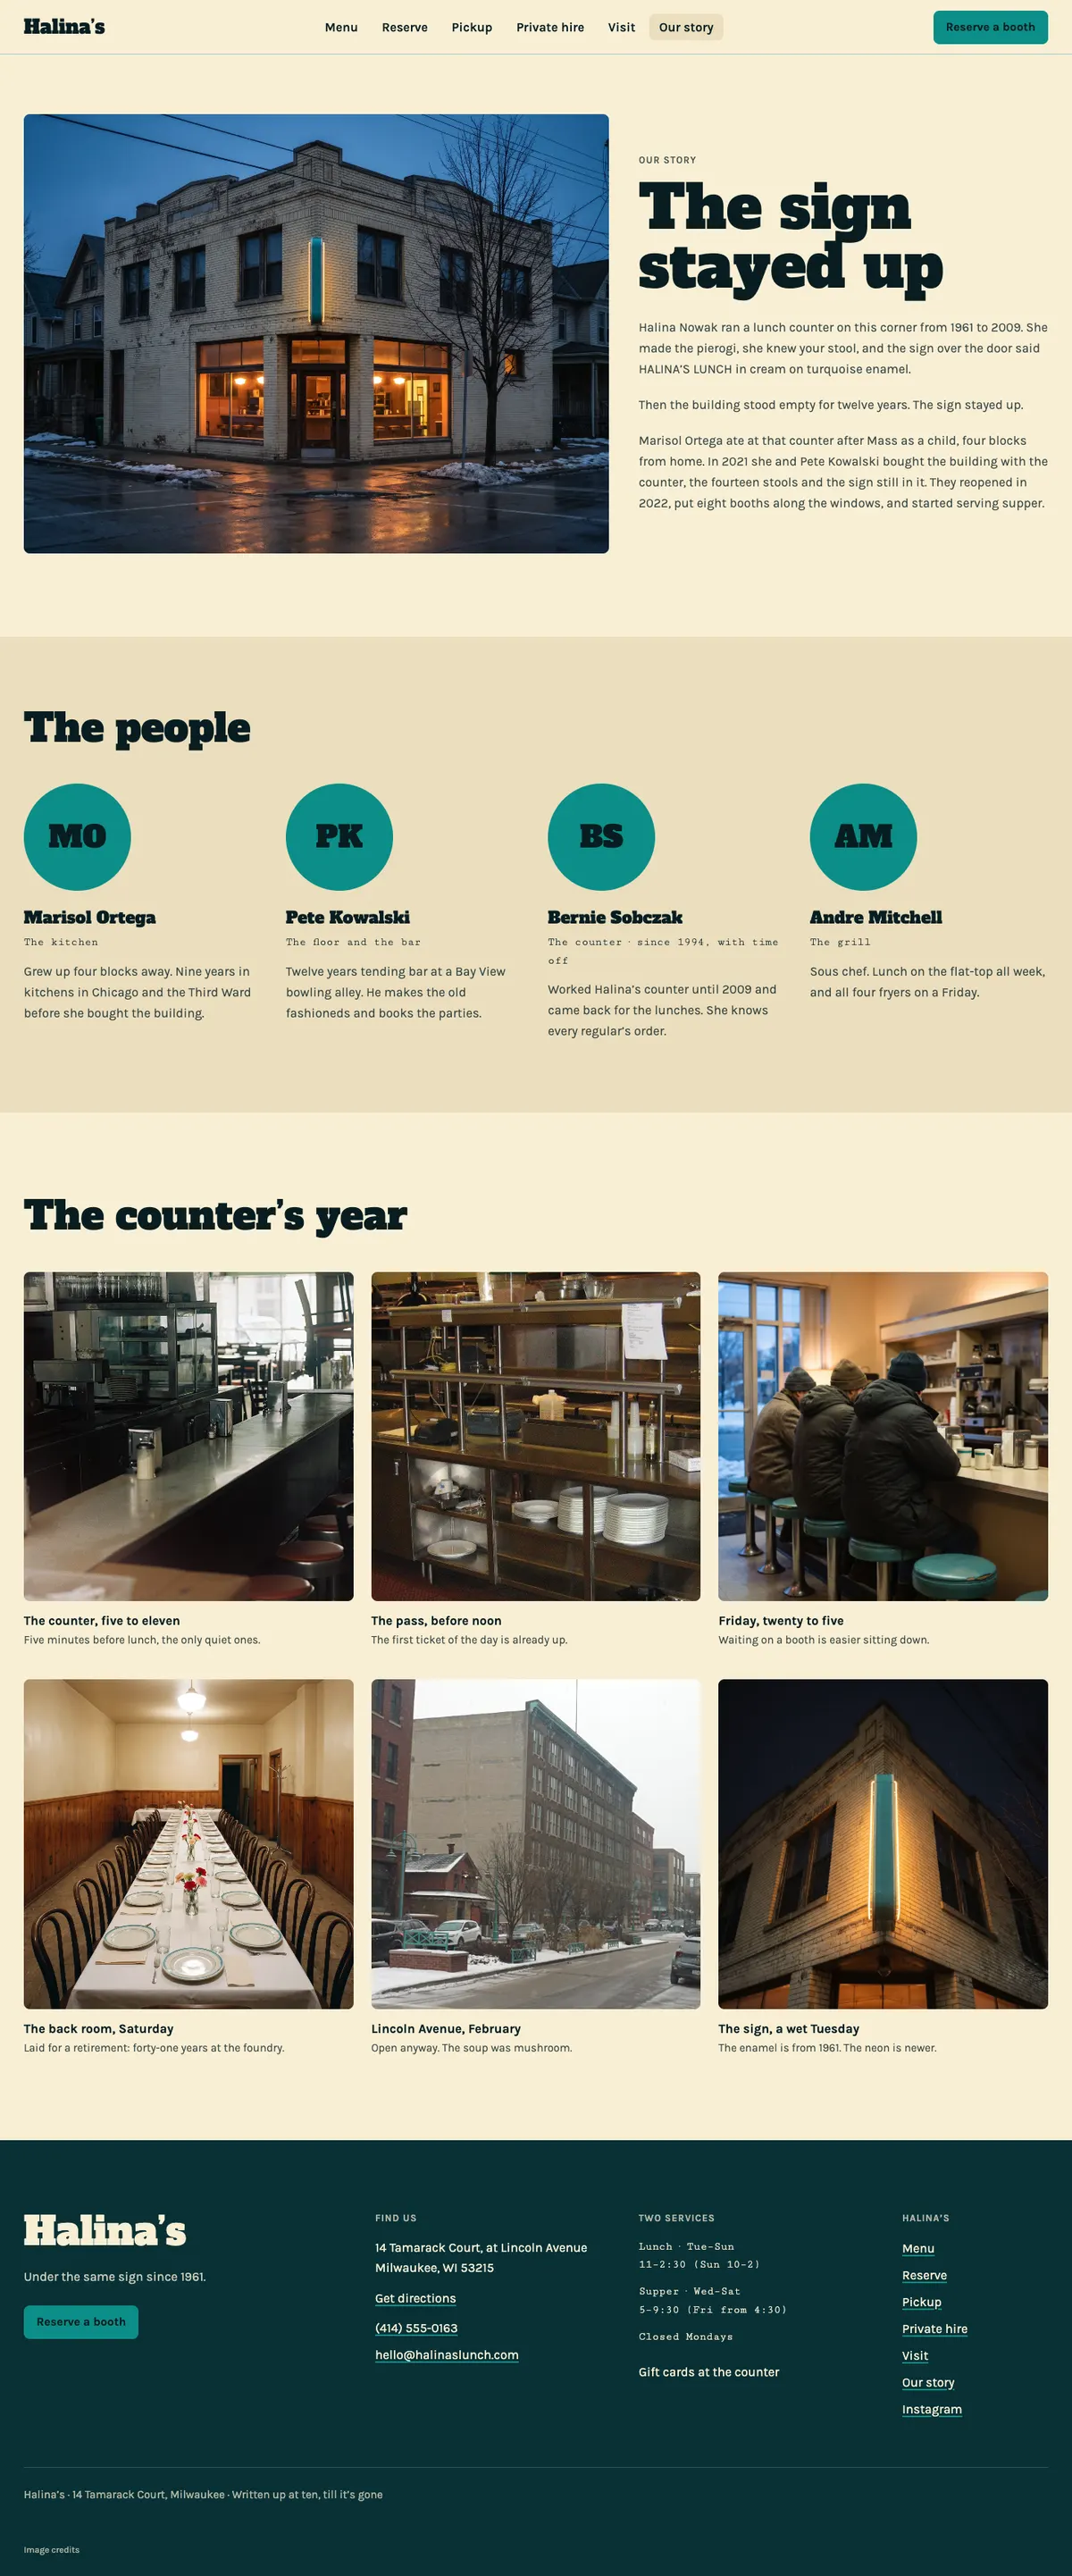 Halina's
Menu
Reserve
Pickup
Private hire
Visit
Our story
Reserve a booth
OUR STORY
The sign
stayed up
Halina Nowak ran a lunch counter on this corner from 1961 to 2009. She
made the pierogi, she knew your stool, and the sign over the door said
HALINA'S LUNCH in cream on turquoise enamel.
Then the building stood empty for twelve years. The sign stayed up.
Marisol Ortega ate at that counter after Mass as a child, four blocks
from home. In 2021 she and Pete Kowalski bought the building with the
counter, the fourteen stools and the sign still in it. They reopened in
2022, put eight booths along the windows, and started serving supper.
The people
MO
Marisol Ortega
The kitchen
Grew up four blocks away. Nine years in
kitchens in Chicago and the Third Ward
before she bought the building.
PK
Pete Kowalski
The floor and the bar
Twelve years tending bar at a Bay View
bowling alley. He makes the old
fashioneds and books the parties.
BS
Bernie Sobczak
The counter · since 1994, with time
off
Worked Halina's counter until 2009 and
came back for the lunches. She knows
every regular's order.
AM
Andre Mitchell
The grill
Sous chef. Lunch on the flat-top all week,
and all four fryers on a Friday.
The counter's year
The counter, five to eleven
Five minutes before lunch, the only quiet ones.
The pass, before noon
The first ticket of the day is already up.
Friday, twenty to five
Waiting on a booth is easier sitting down.
The back room, Saturday
Laid for a retirement: forty-one years at the foundry.
Lincoln Avenue, February
Open anyway. The soup was mushroom.
The sign, a wet Tuesday
The enamel is from 1961. The neon is newer.
Halina's
Under the same sign since 1961.
Reserve a booth
FIND US
14 Tamarack Court, at Lincoln Avenue
Milwaukee, WI 53215
Get directions
(414) 555-0163
hello@halinaslunch.com
TWO SERVICES
Lunch · Tue–Sun
11–2:30 (Sun 10–2)
Supper · Wed–Sat
5–9:30 (Fri from 4:30)
Closed Mondays
Gift cards at the counter
HALINA'S
Menu
Reserve
Pickup
Private hire
Visit
Our story
Instagram
Halina's · 14 Tamarack Court, Milwaukee · Written up at ten, till it's gone
Image credits